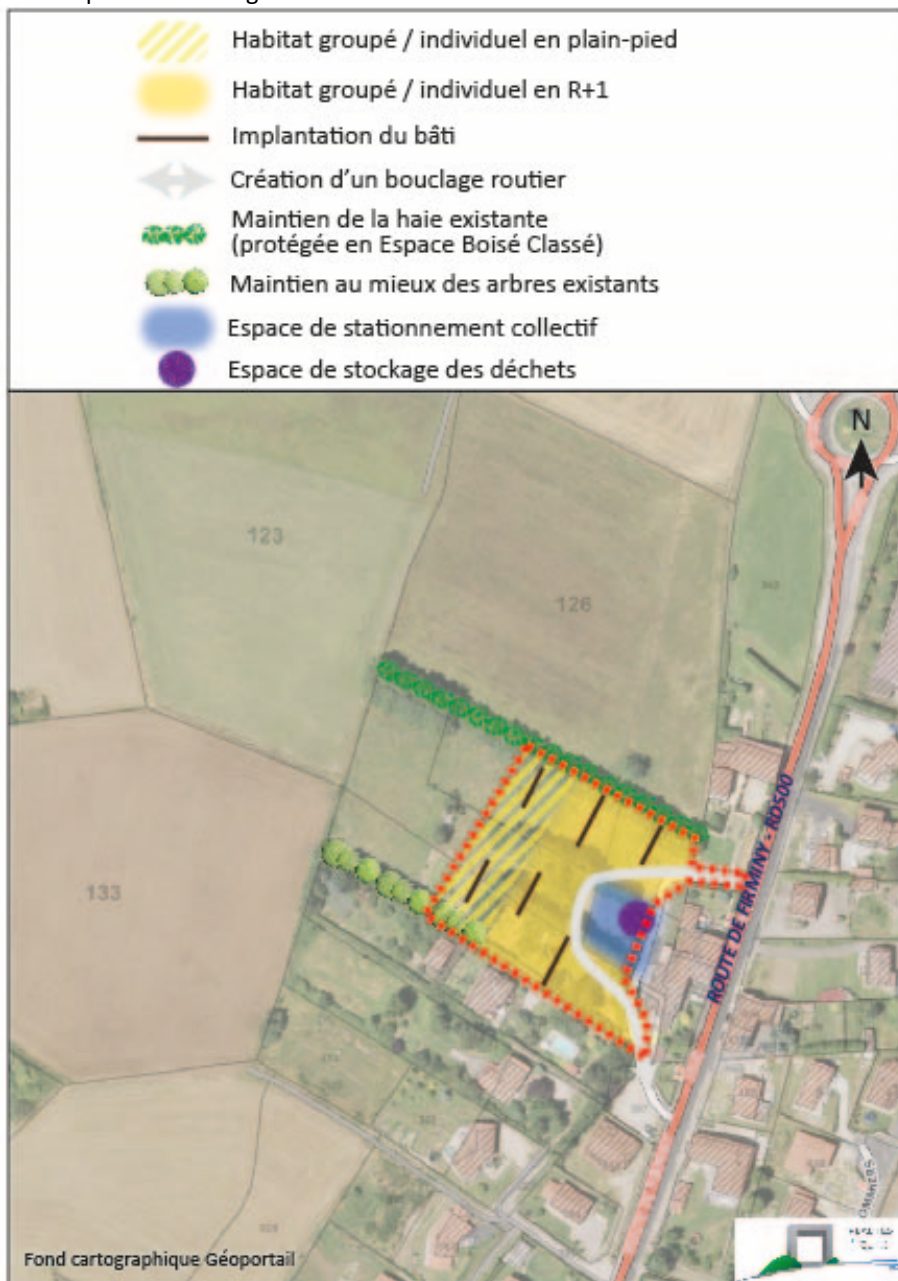 Habitat groupé / individuel en plain-pied
Habitat groupé / individuel en R+1
Implantation du bâti
Création d'un bouclage routier
Maintien de la haie existante
(protégée en Espace Boisé Classé)
Maintien au mieux des arbres existants
Espace de stationnement collectif
Espace de stockage des déchets
N
123
126
133
ROUTE DE FIRMINY - RD500
Fond cartographique Géoportail